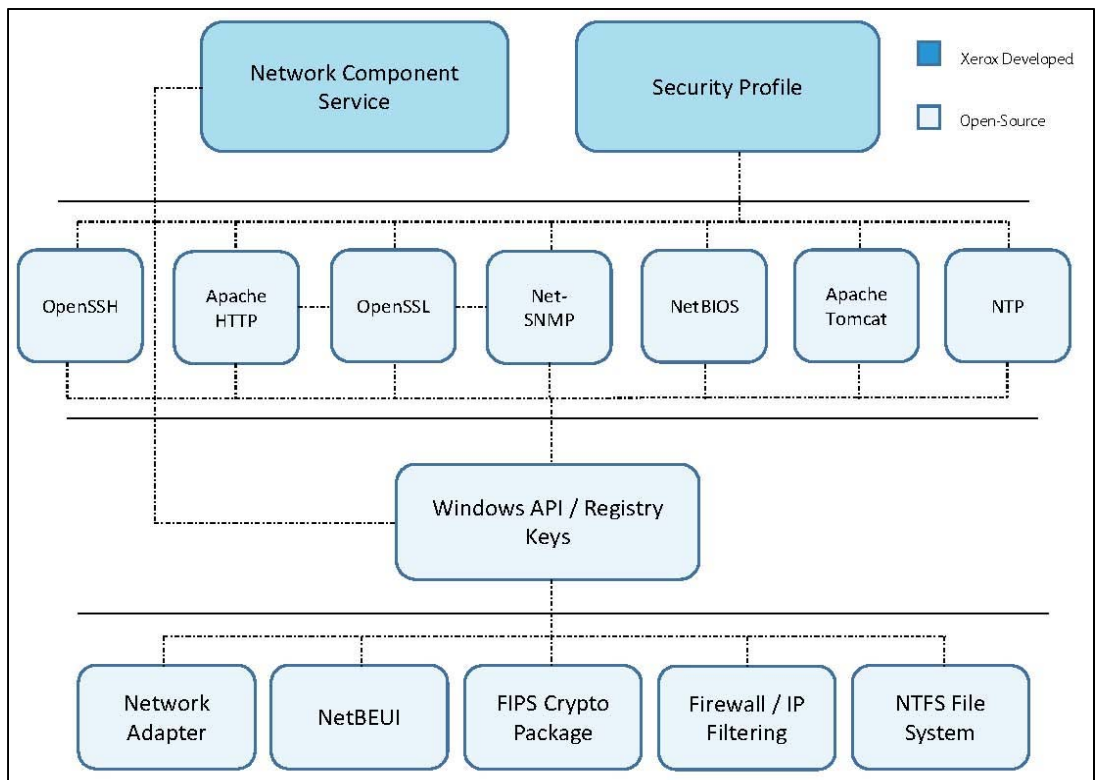 Network Component
Service
Security Profile
Xerox Developed
Open-Source
OpenSSH
Apache
HTTP
OpenSSL
Net-
SNMP
NetBIOS
Apache
Tomcat
NTP
Windows API / Registry
Keys
Network
Adapter
NetBEUI
FIPS Crypto
Package
Firewall / IP
Filtering
NTFS File
System